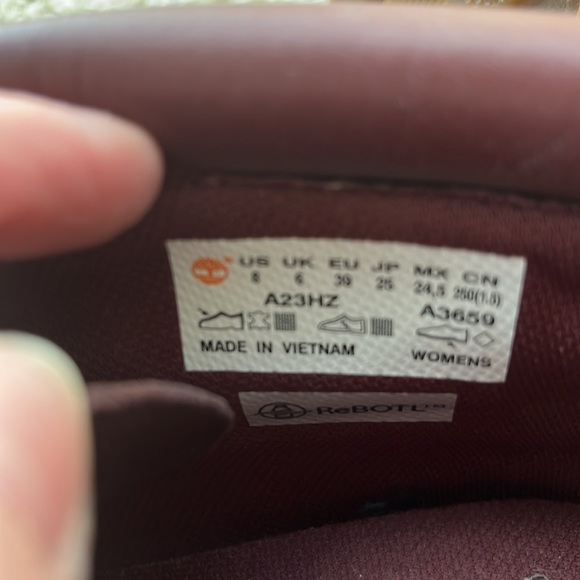 US UK EU JP MX CN
8 6 39 25 24,5 250(1.5)
A23HZ A3659
MADE IN VIETNAM WOMENS
ReBOTL™